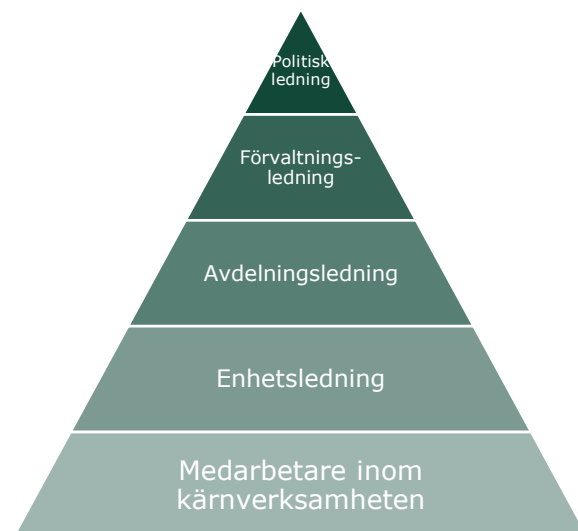 Politisk
ledning
Förvaltnings-
ledning
Avdelningsledning
Enhetsledning
Medarbetare inom
kärnverksamheten